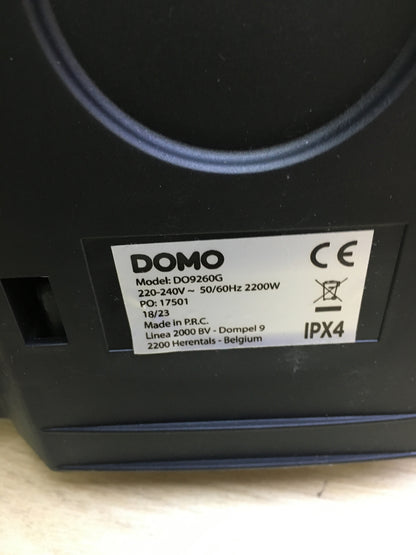 DOMO
CE
Model: DO9260G
220-240V ~ 50/60Hz 2200W
PO: 17501
18/23
Made in P.R.C.
Linea 2000 BV - Dompel 9
2200 Herentals - Belgium
IPX4